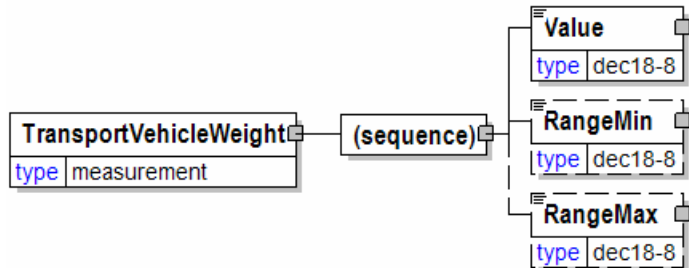 Value
type dec18-8
TransportVehicleWeight
type measurement
(sequence)
RangeMin
type dec18-8
RangeMax
type dec18-8